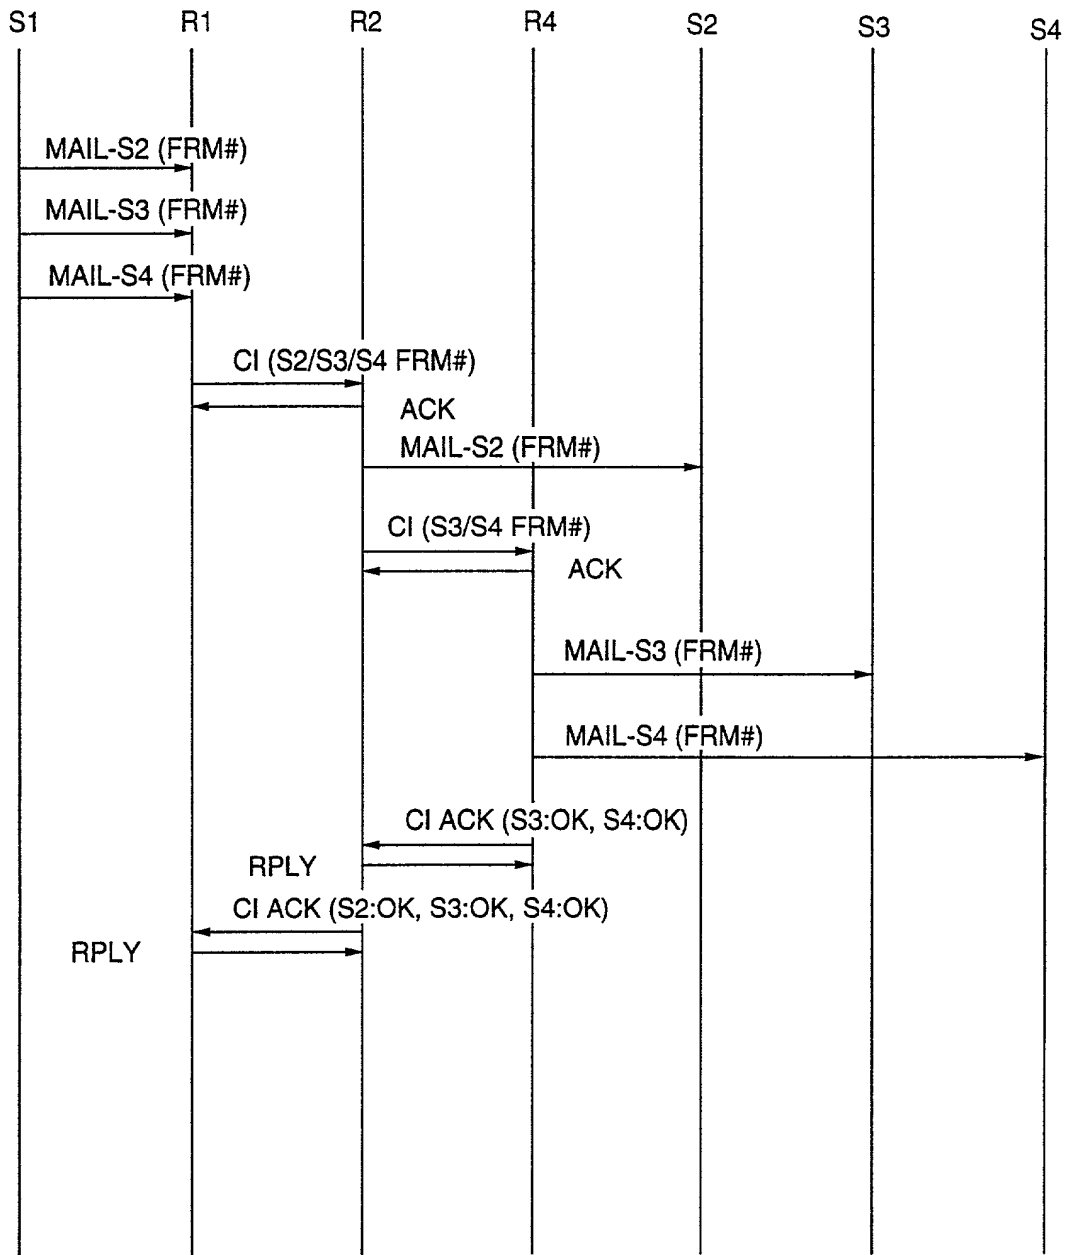 S1 R1 R2 R4 S2 S3 S4
MAIL-S2 (FRM#)
MAIL-S3 (FRM#)
MAIL-S4 (FRM#)
CI (S2/S3/S4 FRM#)
ACK
MAIL-S2 (FRM#)
CI (S3/S4 FRM#)
ACK
MAIL-S3 (FRM#)
MAIL-S4 (FRM#)
CI ACK (S3:OK, S4:OK)
RPLY
CI ACK (S2:OK, S3:OK, S4:OK)
RPLY